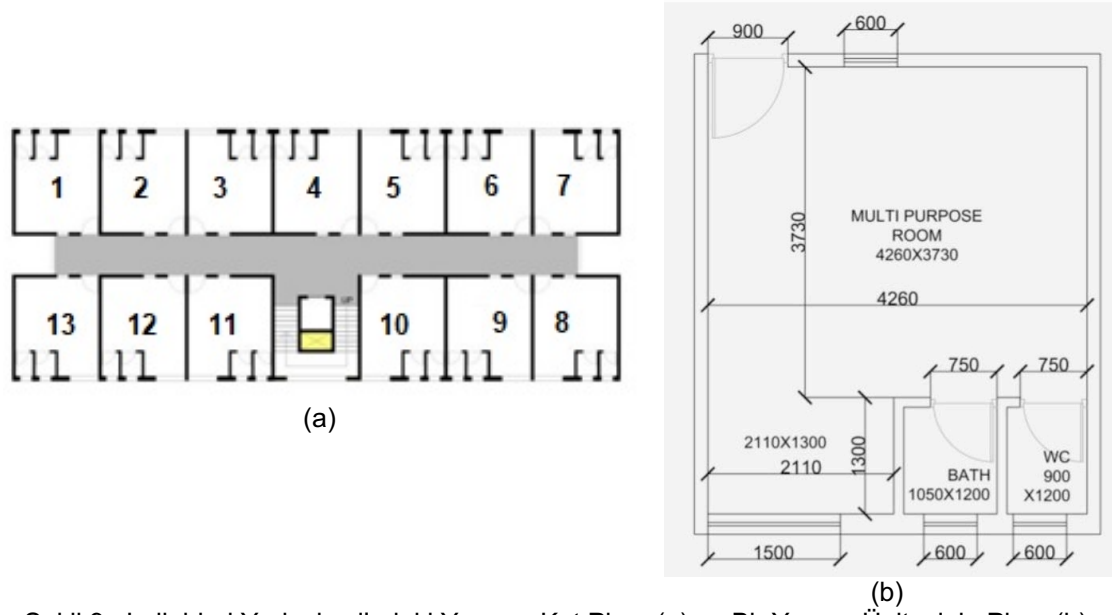 1 2 3 4 5 6 7
13 12 11 UP 10 9 8
(a)
900
600
3730
MULTI PURPOSE
ROOM
4260X3730
4260
750
750
2110X1300
1300
2110
BATH
1050X1200
WC
900
X1200
1500
600
600
(b)